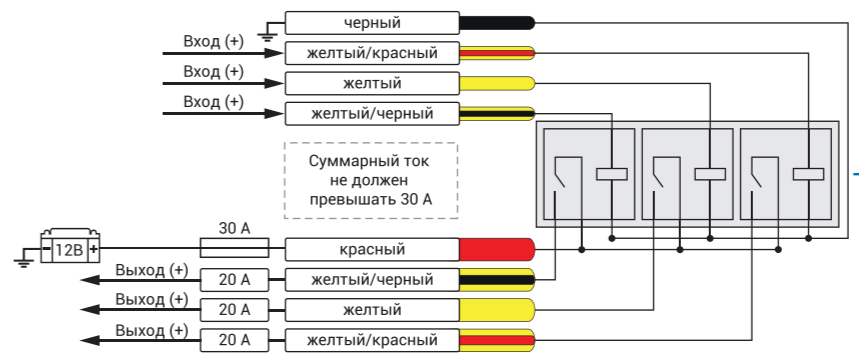 черный
Вход (+)
желтый/красный
Вход (+)
желтый
Вход (+)
желтый/черный
Суммарный ток
не должен
превышать 30 А
30 А
- 12В +
красный
Выход (+)
20 А
желтый/черный
Выход (+)
20 А
желтый
Выход (+)
20 А
желтый/красный